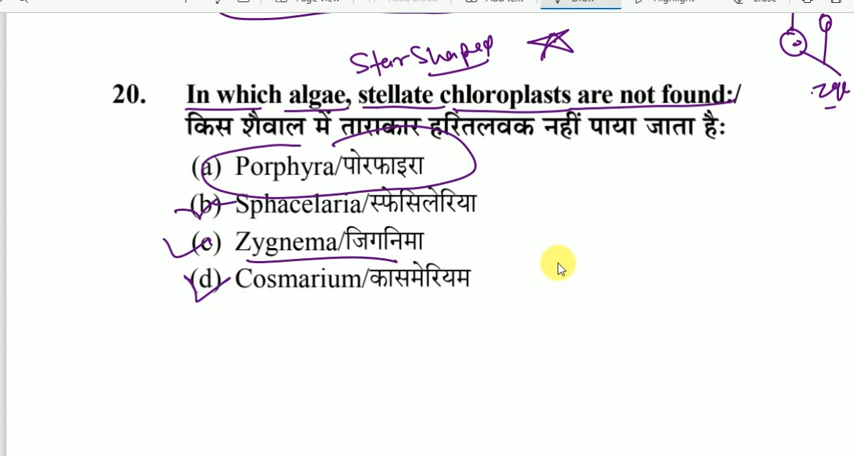 Star Shaped
20. In which algae, stellate chloroplasts are not found:/
किस शैवाल में ताराकार हरितलवक नहीं पाया जाता है:
(a) Porphyra/पोरफाइरा
(b) Sphacelaria/स्फेसिलेरिया
(c) Zygnema/जिगनिमा
(d) Cosmarium/कासमेरियम